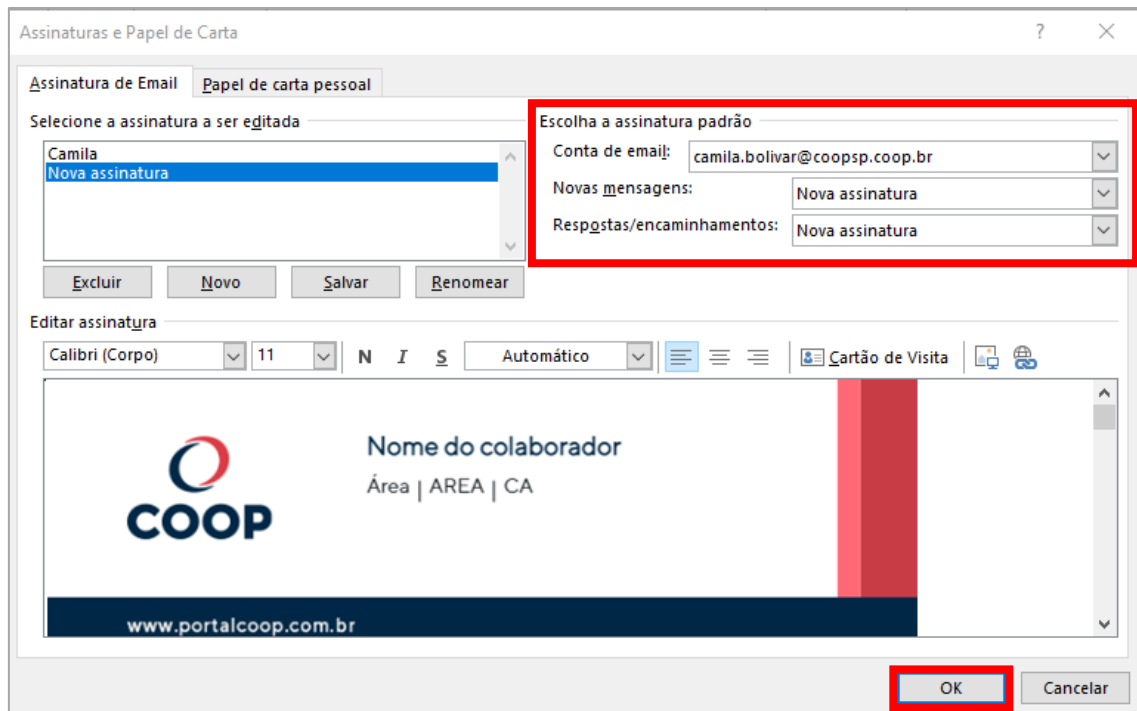 Assinaturas e Papel de Carta ?
Assinatura de Email Papel de carta pessoal
Selecione a assinatura a ser editada
Camila
Nova assinatura
Excluir Novo Salvar Renomear
Escolha a assinatura padrão
Conta de email: camila.bolivar@coopsp.coop.br
Novas mensagens: Nova assinatura
Respostas/encaminhamentos: Nova assinatura
Editar assinatura
Calibri (Corpo) 11 N I S Automático Cartão de Visita
COOP
Nome do colaborador
Área | AREA | CA
www.portalcoop.com.br
OK Cancelar